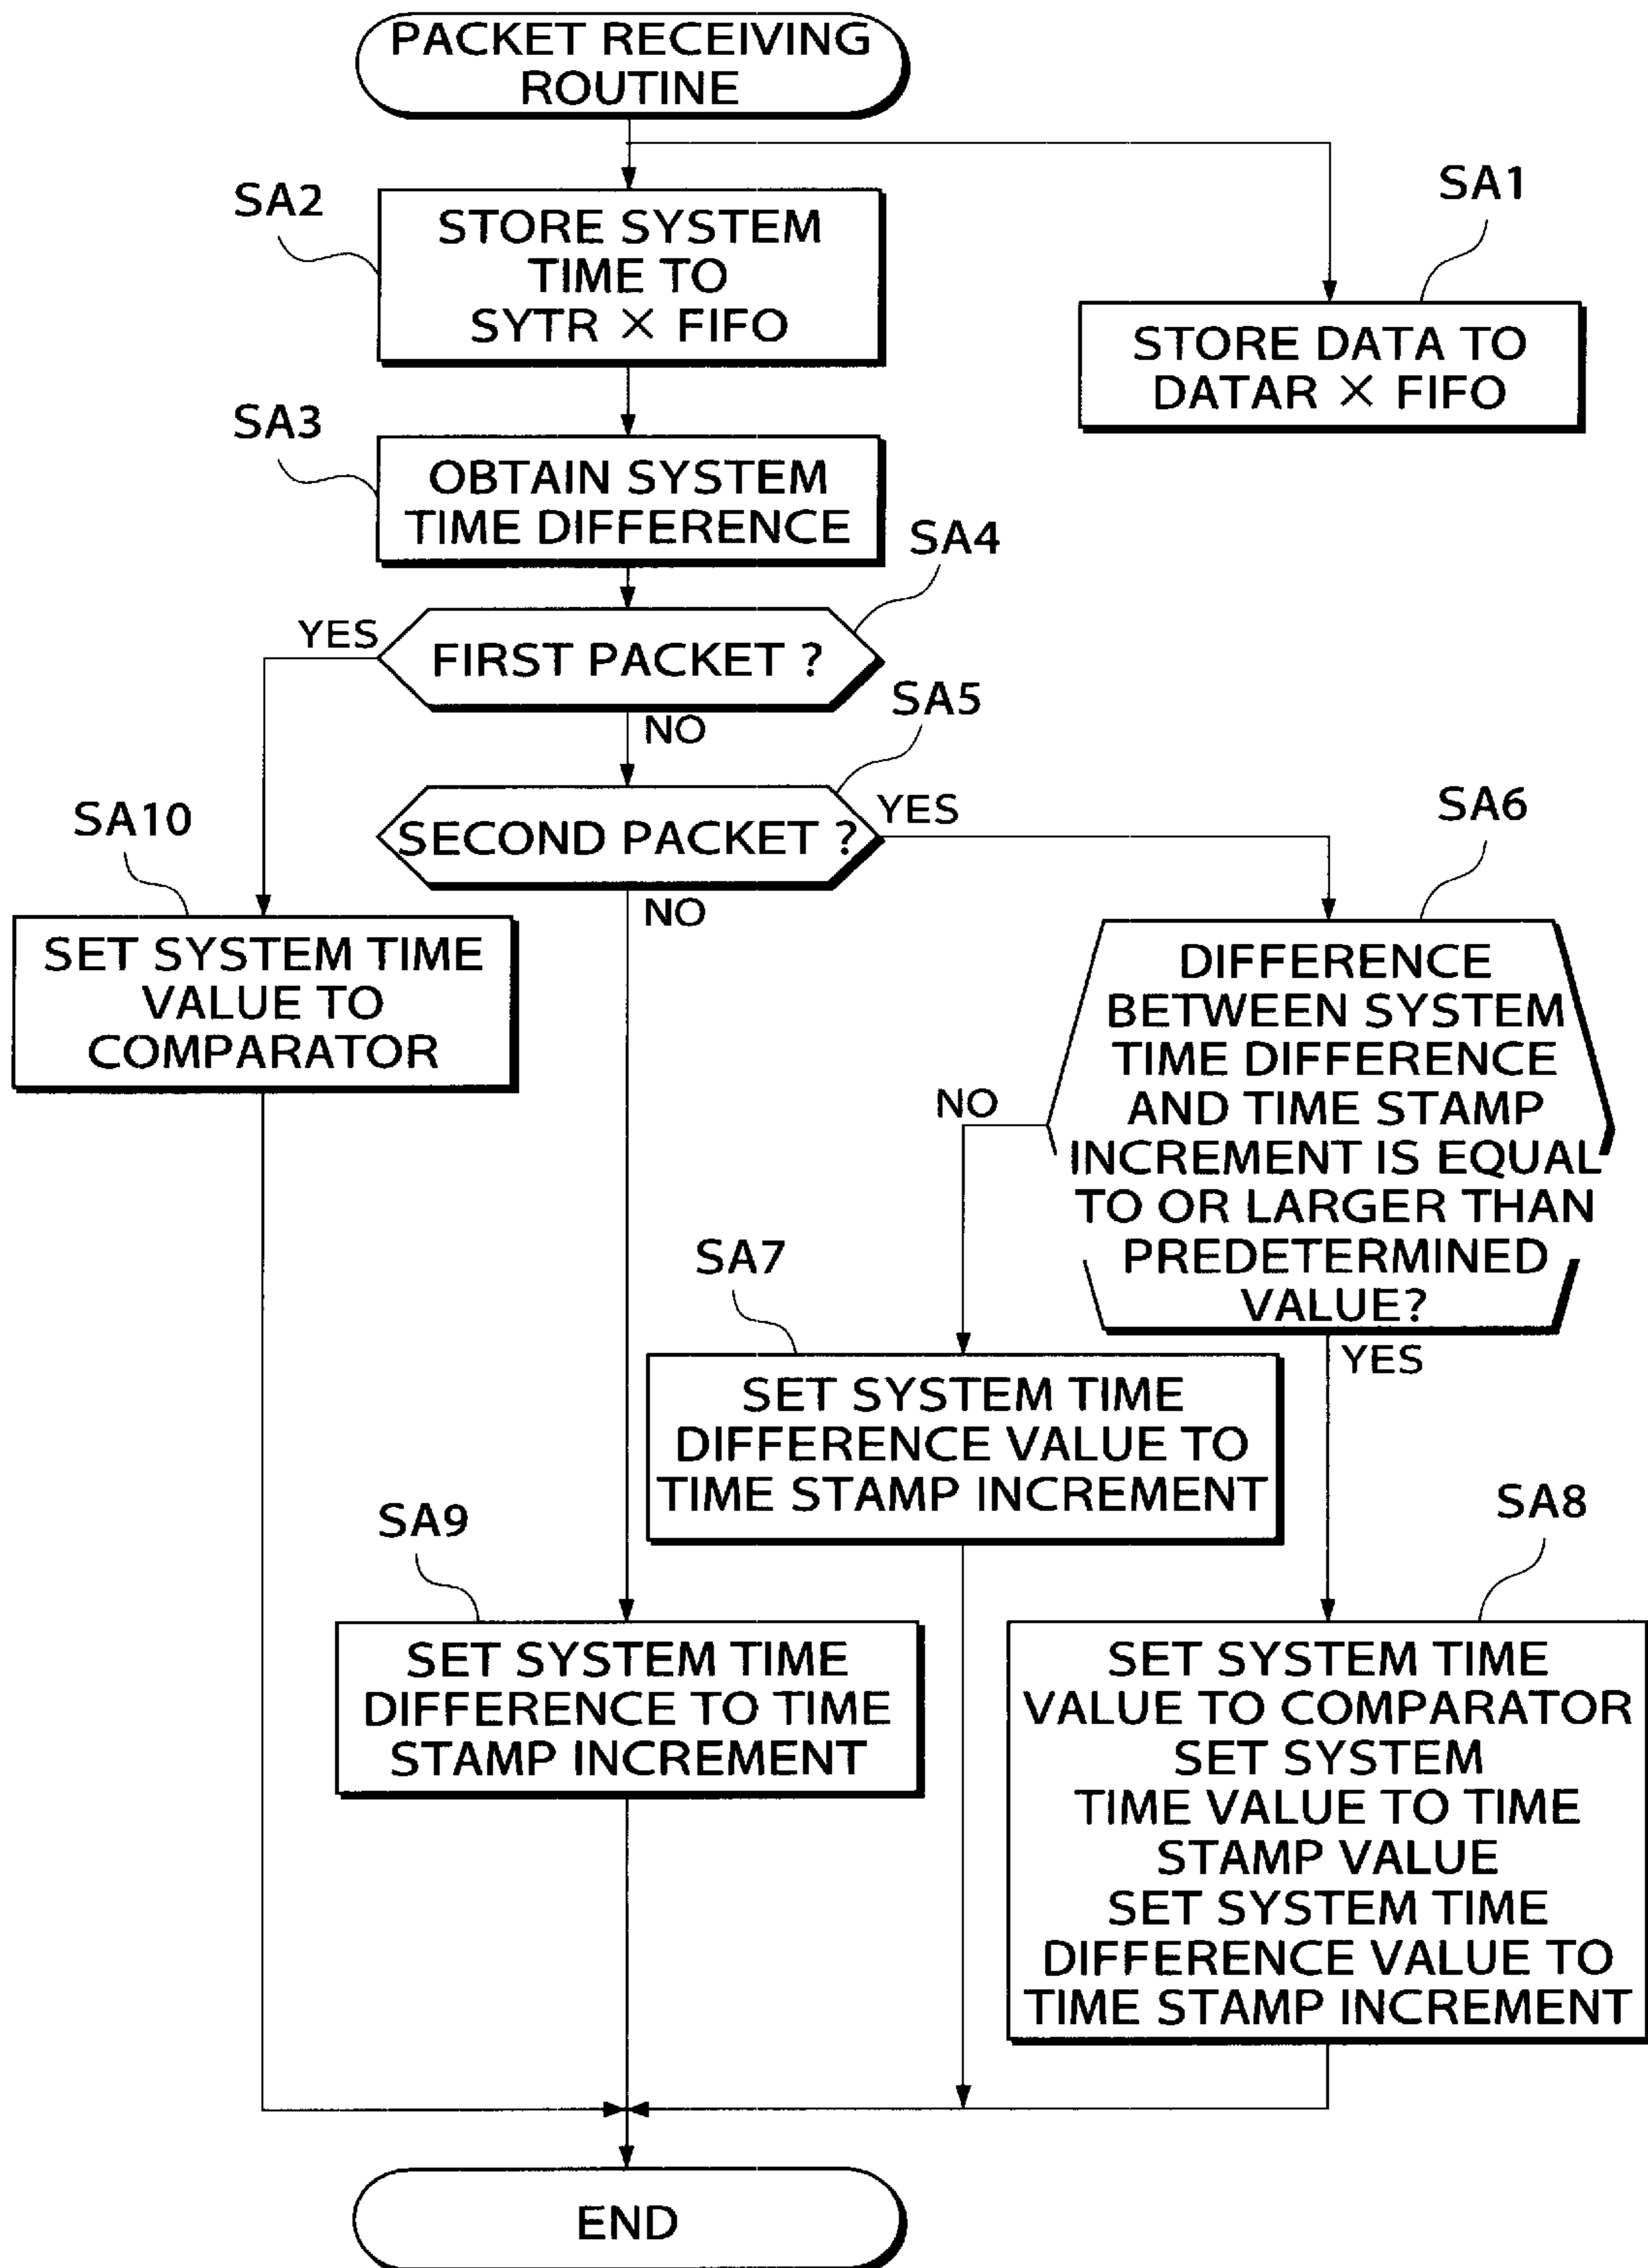 PACKET RECEIVING
ROUTINE
SA2
STORE SYSTEM
TIME TO
SYTR × FIFO
SA1
STORE DATA TO
DATAR × FIFO
SA3
OBTAIN SYSTEM
TIME DIFFERENCE
SA4
YES
FIRST PACKET ?
NO
SA5
SECOND PACKET ?
YES
NO
SA10
SET SYSTEM TIME
VALUE TO
COMPARATOR
SA6
DIFFERENCE
BETWEEN SYSTEM
TIME DIFFERENCE
AND TIME STAMP
INCREMENT IS EQUAL
TO OR LARGER THAN
PREDETERMINED
VALUE?
NO
YES
SA7
SET SYSTEM TIME
DIFFERENCE VALUE TO
TIME STAMP INCREMENT
SA9
SET SYSTEM TIME
DIFFERENCE TO TIME
STAMP INCREMENT
SA8
SET SYSTEM TIME
VALUE TO COMPARATOR
SET SYSTEM
TIME VALUE TO TIME
STAMP VALUE
SET SYSTEM TIME
DIFFERENCE VALUE TO
TIME STAMP INCREMENT
END